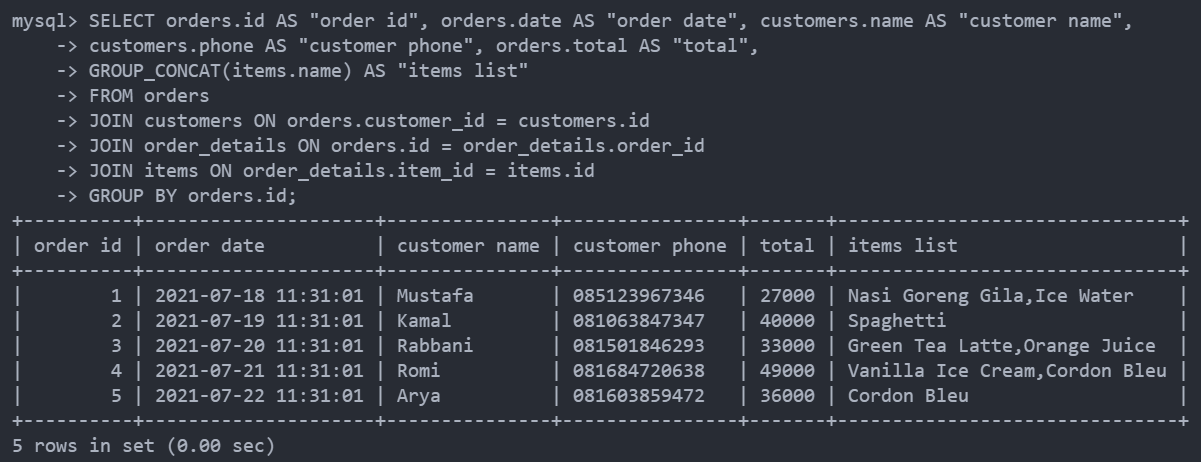 mysql> SELECT orders.id AS "order id", orders.date AS "order date", customers.name AS "customer name",
    -> customers.phone AS "customer phone", orders.total AS "total",
    -> GROUP_CONCAT(items.name) AS "items list"
    -> FROM orders
    -> JOIN customers ON orders.customer_id = customers.id
    -> JOIN order_details ON orders.id = order_details.order_id
    -> JOIN items ON order_details.item_id = items.id
    -> GROUP BY orders.id;
+----------+---------------------+---------------+----------------+-------+-------------------------------+
| order id | order date          | customer name | customer phone | total | items list                    |
+----------+---------------------+---------------+----------------+-------+-------------------------------+
|        1 | 2021-07-18 11:31:01 | Mustafa       | 085123967346   | 27000 | Nasi Goreng Gila,Ice Water    |
|        2 | 2021-07-19 11:31:01 | Kamal         | 081063847347   | 40000 | Spaghetti                     |
|        3 | 2021-07-20 11:31:01 | Rabbani       | 081501846293   | 33000 | Green Tea Latte,Orange Juice  |
|        4 | 2021-07-21 11:31:01 | Romi          | 081684720638   | 49000 | Vanilla Ice Cream,Cordon Bleu |
|        5 | 2021-07-22 11:31:01 | Arya          | 081603859472   | 36000 | Cordon Bleu                   |
+----------+---------------------+---------------+----------------+-------+-------------------------------+
5 rows in set (0.00 sec)